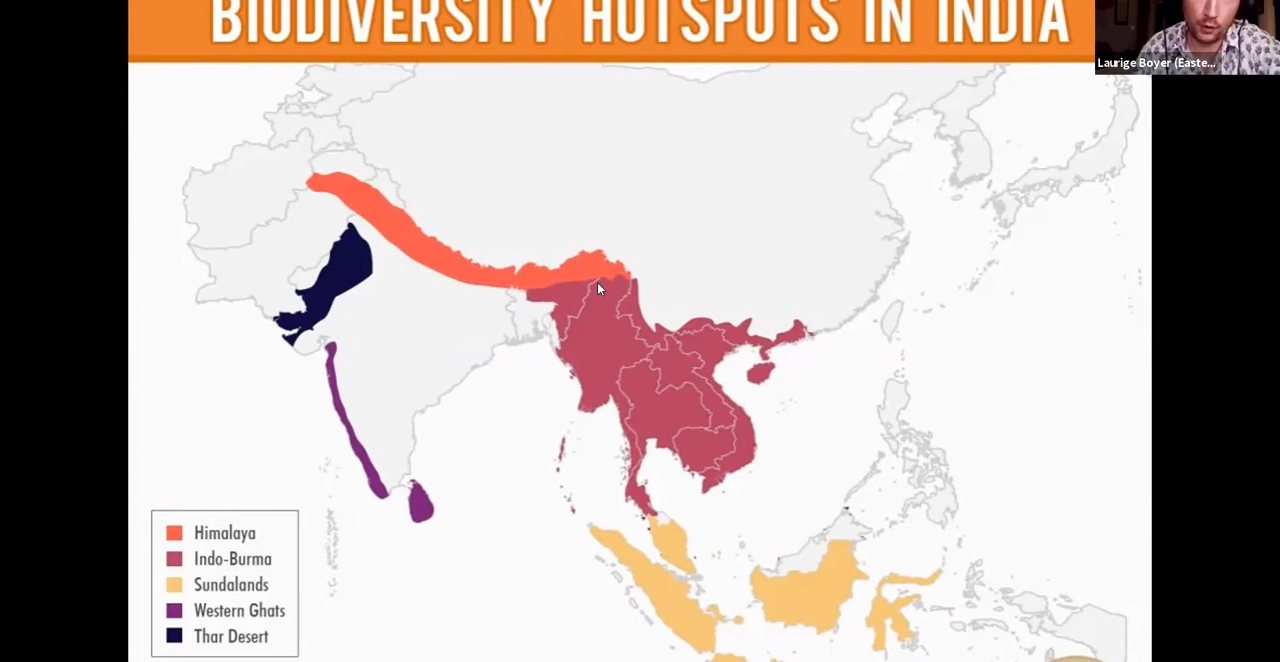 BIODIVERSITY HOTSPOTS IN INDIA
Laurige Boyer (Easte...
Himalaya
Indo-Burma
Sundalands
Western Ghats
Thar Desert